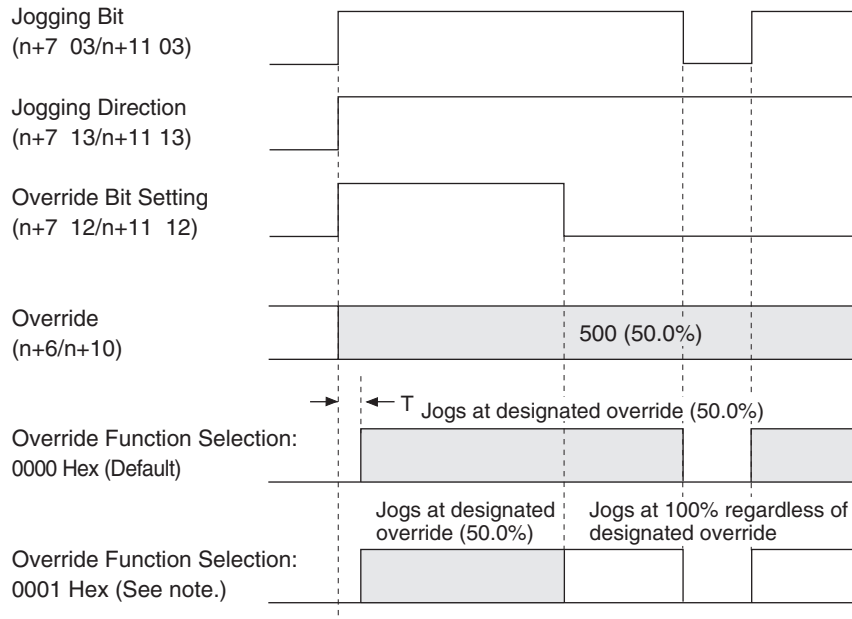 Jogging Bit
(n+7 03/n+11 03)
Jogging Direction
(n+7 13/n+11 13)
Override Bit Setting
(n+7 12/n+11 12)
Override
(n+6/n+10)
500 (50.0%)
T
Jogs at designated override (50.0%)
Override Function Selection:
0000 Hex (Default)
Jogs at designated
override (50.0%)
Jogs at 100% regardless of
designated override
Override Function Selection:
0001 Hex (See note.)